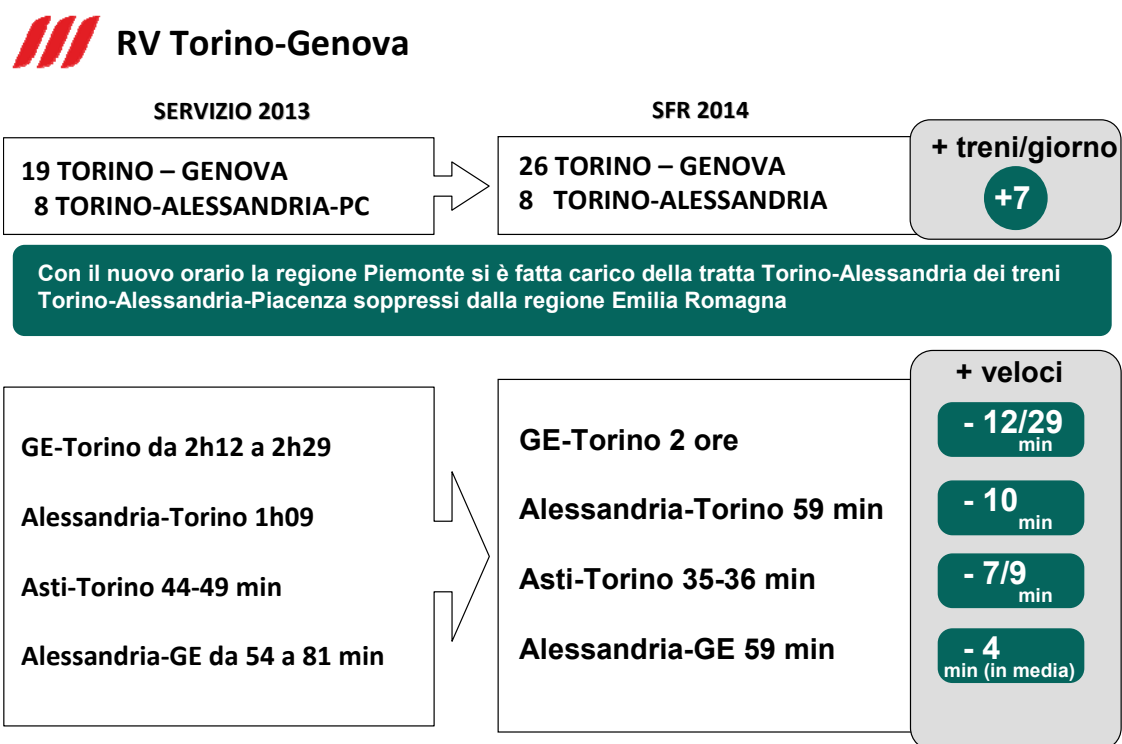 RV Torino-Genova
SERVIZIO 2013
SFR 2014
19 TORINO – GENOVA
8 TORINO-ALESSANDRIA-PC
26 TORINO – GENOVA
8 TORINO-ALESSANDRIA
+ treni/giorno
+7
Con il nuovo orario la regione Piemonte si è fatta carico della tratta Torino-Alessandria dei treni
Torino-Alessandria-Piacenza soppressi dalla regione Emilia Romagna
+ veloci
GE-Torino da 2h12 a 2h29
GE-Torino 2 ore
- 12/29
min
Alessandria-Torino 1h09
Alessandria-Torino 59 min
- 10
min
Asti-Torino 44-49 min
Asti-Torino 35-36 min
- 7/9
min
Alessandria-GE da 54 a 81 min
Alessandria-GE 59 min
- 4
min (in media)